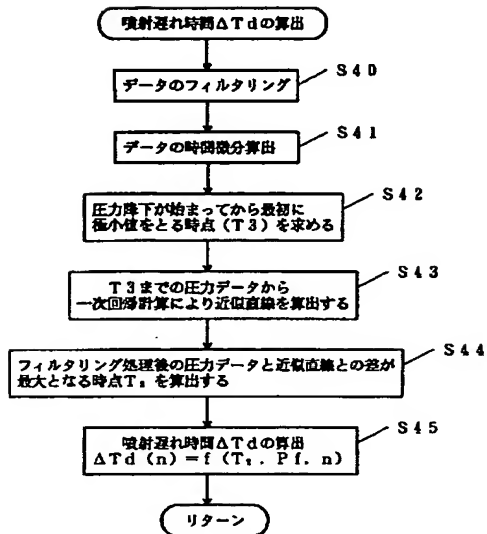 噴射遅れ時間ΔTdの算出
S40
データのフィルタリング
S41
データの時間微分算出
S42
圧力降下が始まってから最初に
極小値をとる時点（T3）を求める
S43
T3までの圧力データから
一次回帰計算により近似直線を算出する
S44
フィルタリング処理後の圧力データと近似直線との差が
最大となる時点T₂を算出する
S45
噴射遅れ時間ΔTdの算出
ΔTd（n）＝f（T₂．Pf．n）
リターン